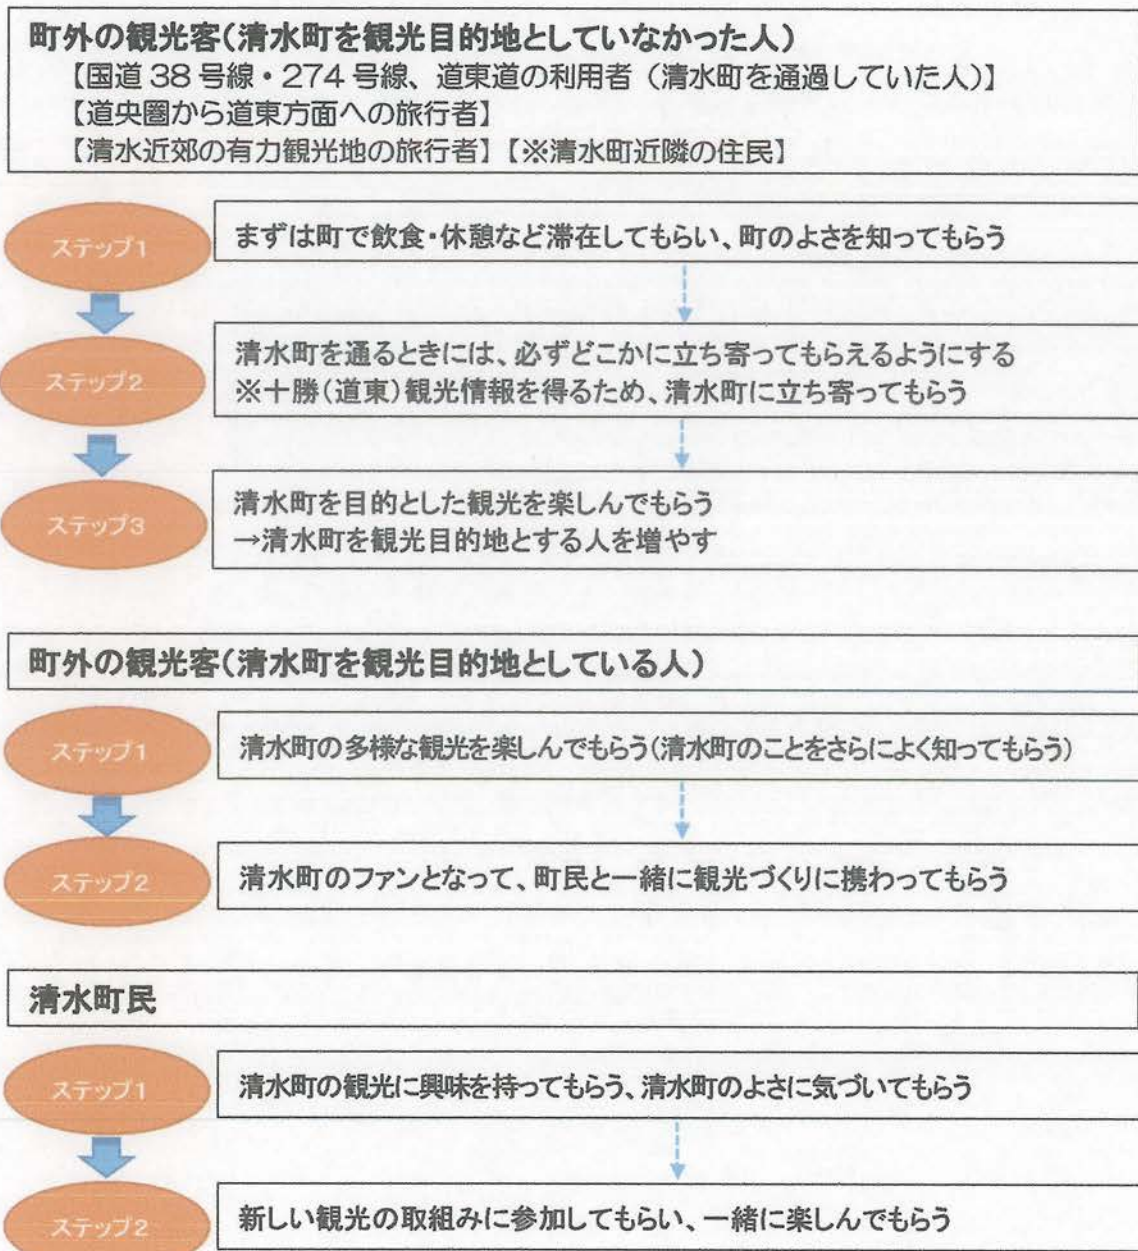 町外の観光客(清水町を観光目的地としていなかった人)
【国道38号線・274号線、道東道の利用者(清水町を通過していた人)】
【道央圏から道東方面への旅行者】
【清水近郊の有力観光地の旅行者】【※清水町近隣の住民】
ステップ1
まずは町で飲食・休憩など滞在してもらい、町のよさを知ってもらう
ステップ2
清水町を通るときには、必ずどこかに立ち寄ってもらえるようにする
※十勝(道東)観光情報を得るため、清水町に立ち寄ってもらう
ステップ3
清水町を目的とした観光を楽しんでもらう
→清水町を観光目的地とする人を増やす
町外の観光客(清水町を観光目的地としている人)
ステップ1
清水町の多様な観光を楽しんでもらう(清水町のことをさらによく知ってもらう)
ステップ2
清水町のファンとなって、町民と一緒に観光づくりに携わってもらう
清水町民
ステップ1
清水町の観光に興味を持ってもらう、清水町のよさに気づいてもらう
ステップ2
新しい観光の取組みに参加してもらい、一緒に楽しんでもらう